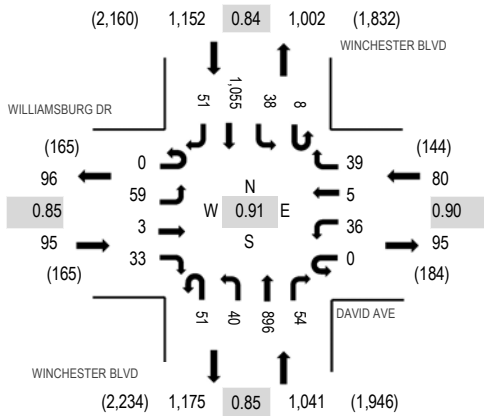 (2,160) 1,152 0.84 1,002 (1,832)
WINCHESTER BLVD
51 1,055 38 8
WILLIAMSBURG DR
(165) 0 39 (144)
96 80
59 N 5
0.85 W 0.91 E 0.90
3 S 36
95 95
33 0
(165) (184)
51 40 896 54
DAVID AVE
WINCHESTER BLVD
(2,234) 1,175 0.85 1,041 (1,946)